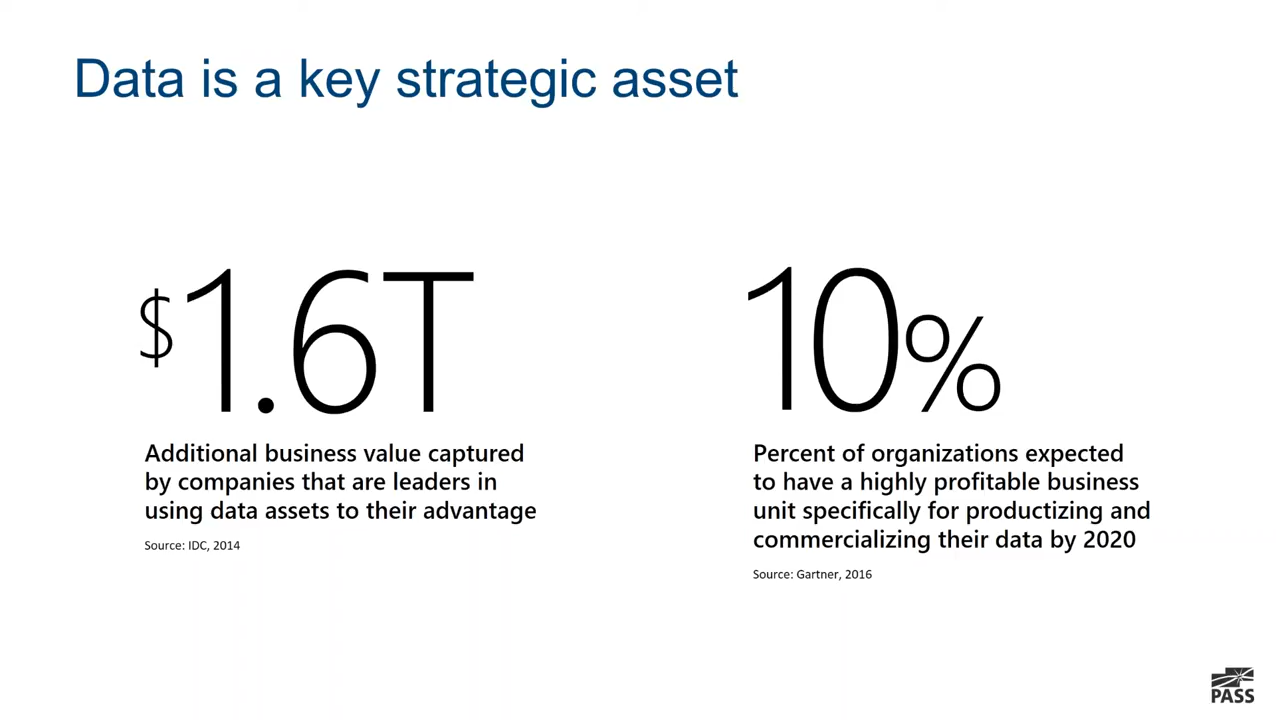 Data is a key strategic asset
$1.6T
Additional business value captured
by companies that are leaders in
using data assets to their advantage
Source: IDC, 2014
10%
Percent of organizations expected
to have a highly profitable business
unit specifically for productizing and
commercializing their data by 2020
Source: Gartner, 2016
PASS